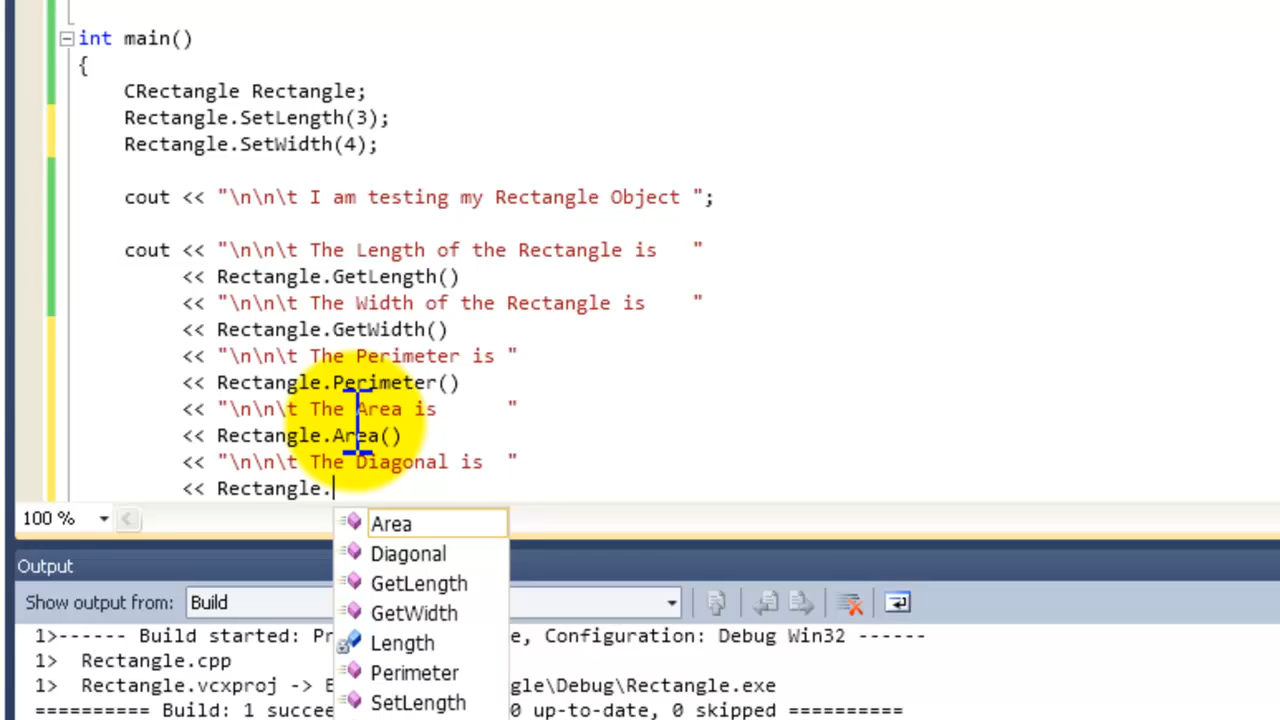 int main()
{
CRectangle Rectangle;
Rectangle.SetLength(3);
Rectangle.SetWidth(4);
cout << "\n\n\t I am testing my Rectangle Object ";
cout << "\n\n\t The Length of the Rectangle is   "
<< Rectangle.GetLength()
<< "\n\n\t The Width of the Rectangle is    "
<< Rectangle.GetWidth()
<< "\n\n\t The Perimeter is "
<< Rectangle.Perimeter()
<< "\n\n\t The Area is      "
<< Rectangle.Area()
<< "\n\n\t The Diagonal is  "
<< Rectangle.
100 %
Area
Diagonal
GetLength
GetWidth
Length
Perimeter
SetLength
Output
Show output from: Build
1>------ Build started: Pr e, Configuration: Debug Win32 ------
1>  Rectangle.cpp
1>  Rectangle.vcxproj -> E gle\Debug\Rectangle.exe
========== Build: 1 succee 0 up-to-date, 0 skipped ==========